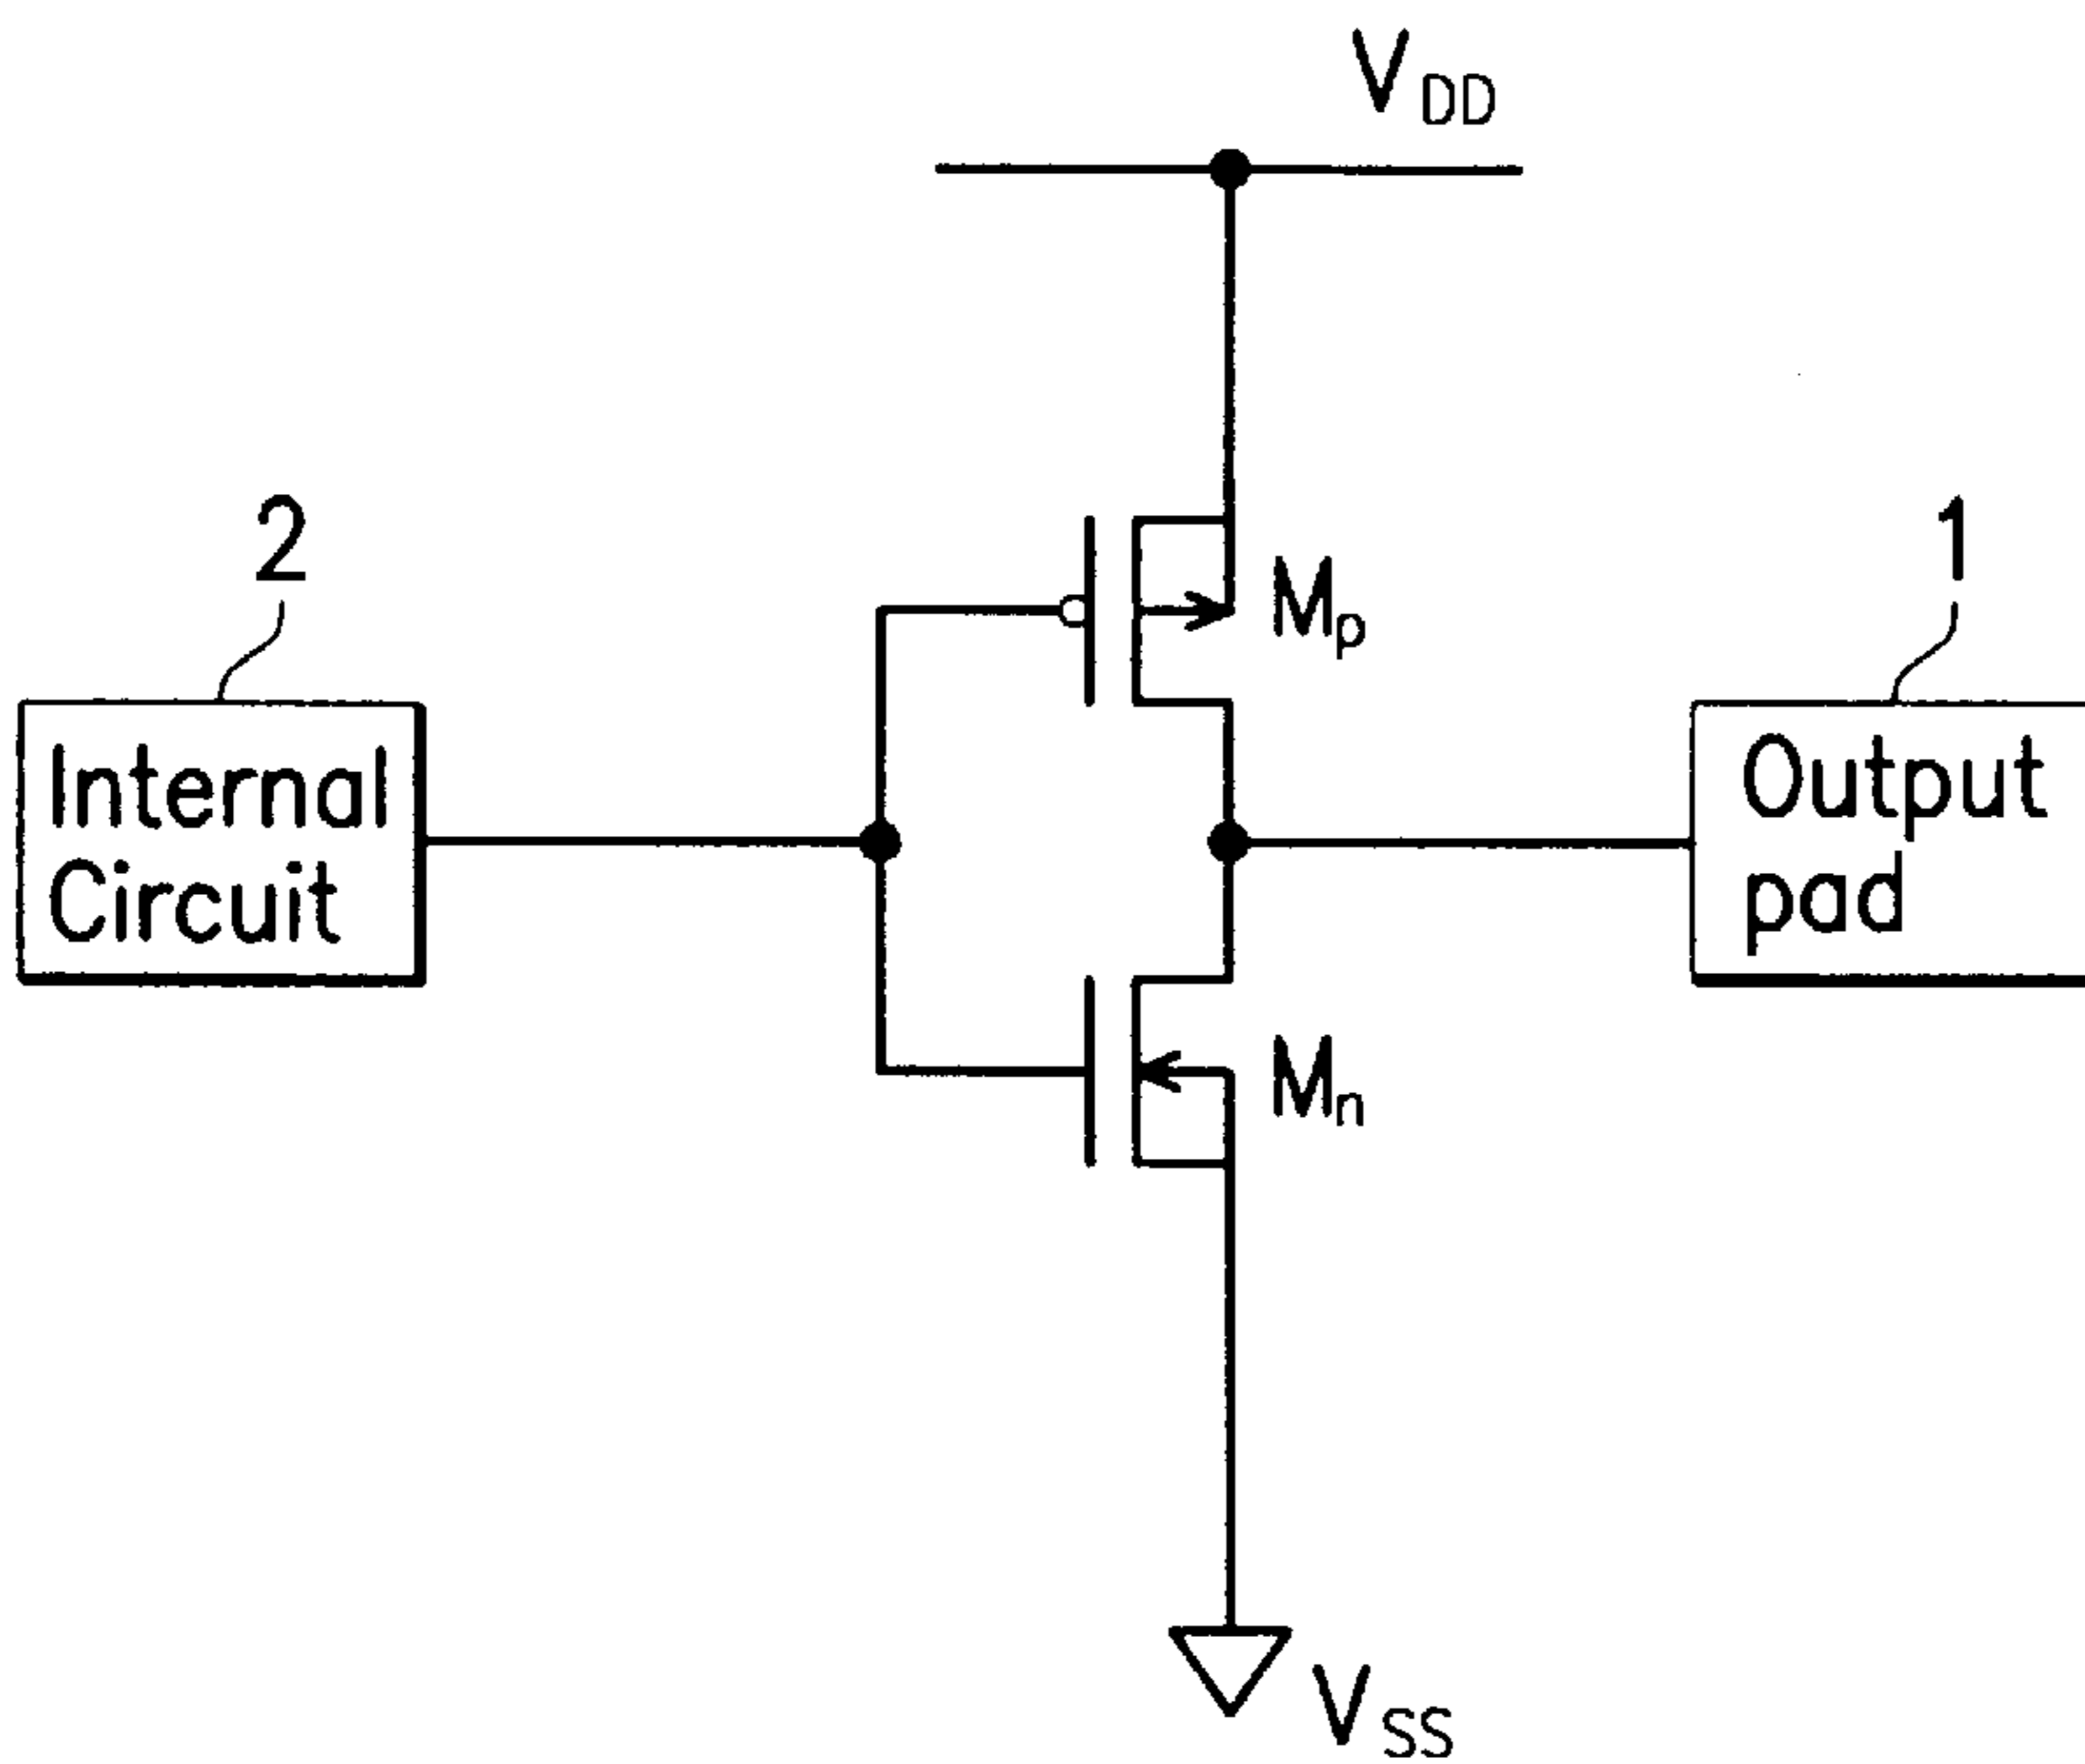 VDD
2
1
Mp
Internal
Circuit
Output
pad
Mn
VSS